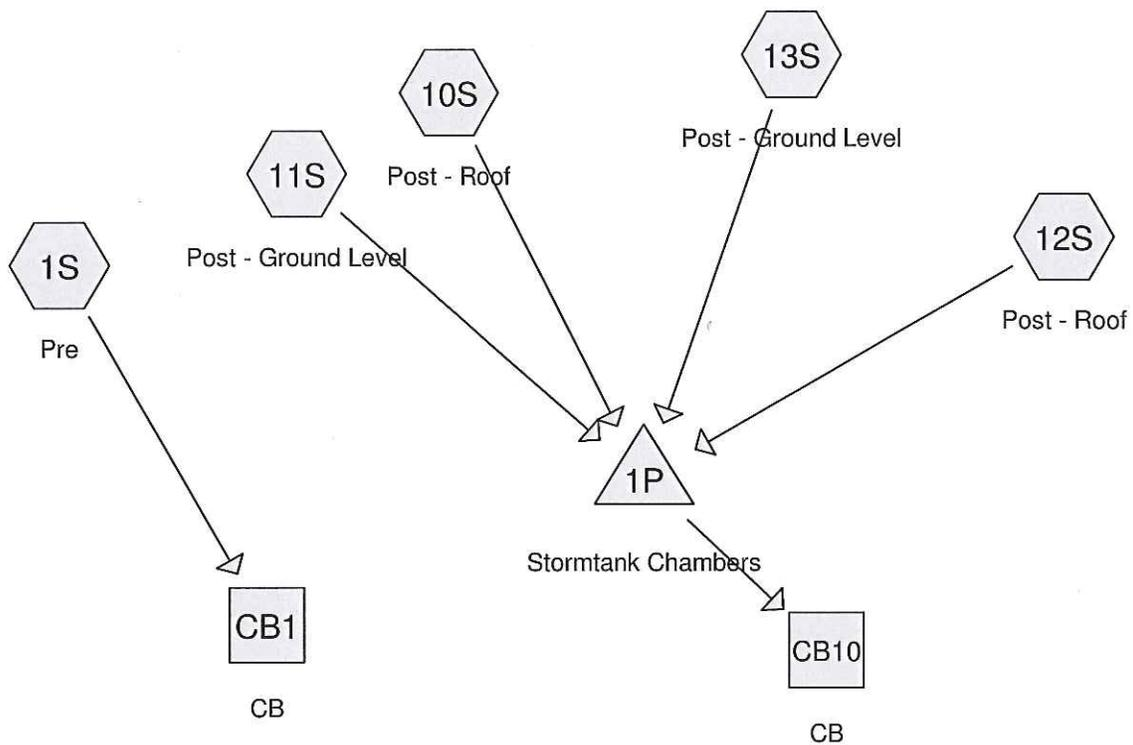 13S
Post - Ground Level
10S
Post - Roof
11S
Post - Ground Level
12S
Post - Roof
1S
Pre
1P
Stormtank Chambers
CB1
CB
CB10
CB